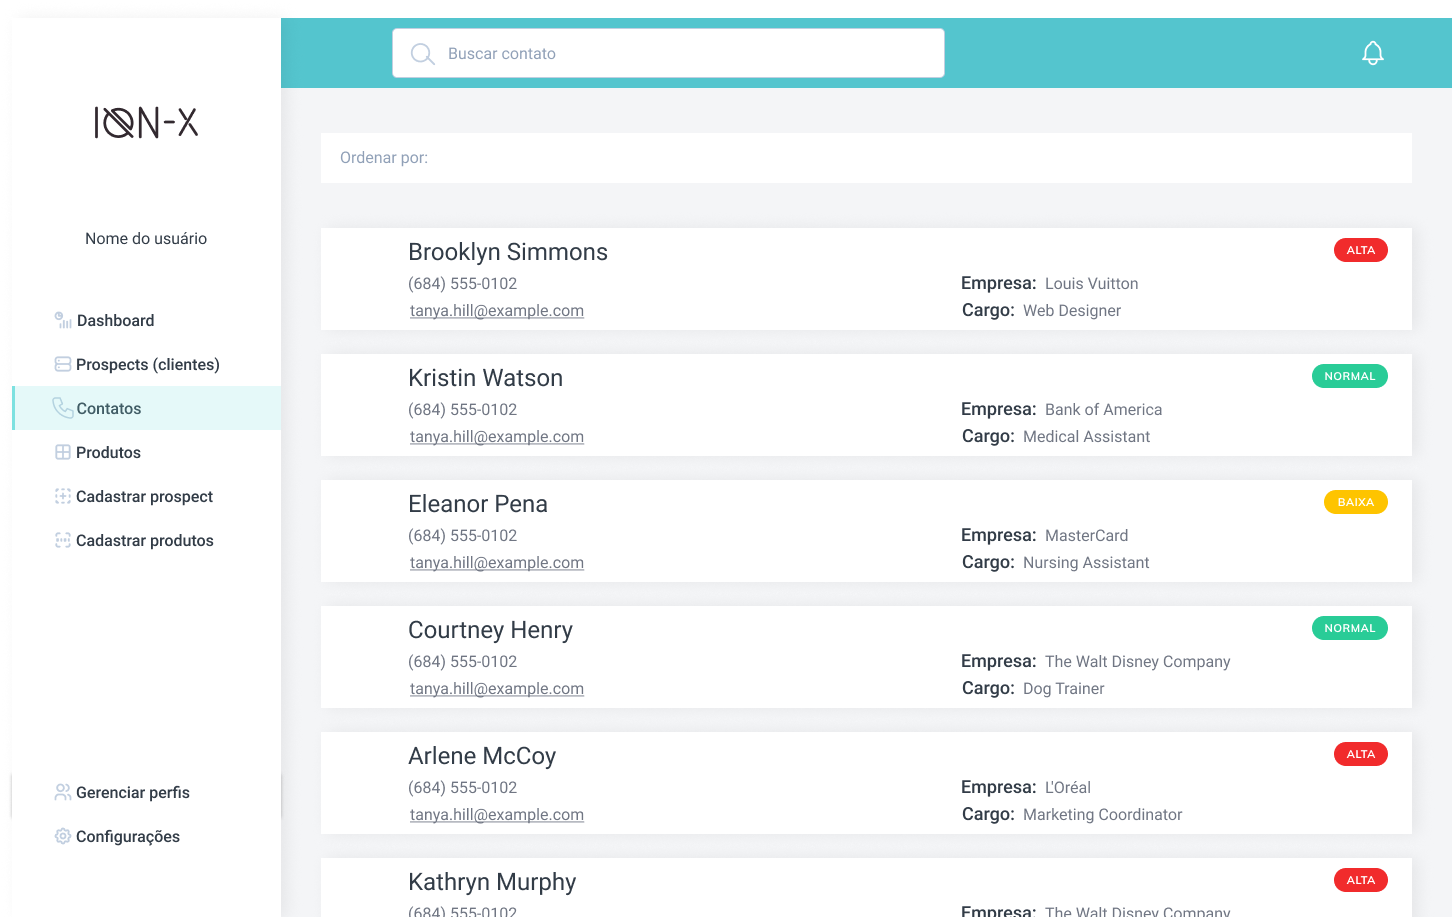 Buscar contato
ION-X
Nome do usuário
Dashboard
Prospects (clientes)
Contatos
Produtos
Cadastrar prospect
Cadastrar produtos
Gerenciar perfis
Configurações
Ordenar por:
Brooklyn Simmons
ALTA
(684) 555-0102
Empresa: Louis Vuitton
tanya.hill@example.com
Cargo: Web Designer
Kristin Watson
NORMAL
(684) 555-0102
Empresa: Bank of America
tanya.hill@example.com
Cargo: Medical Assistant
Eleanor Pena
BAIXA
(684) 555-0102
Empresa: MasterCard
tanya.hill@example.com
Cargo: Nursing Assistant
Courtney Henry
NORMAL
(684) 555-0102
Empresa: The Walt Disney Company
tanya.hill@example.com
Cargo: Dog Trainer
Arlene McCoy
ALTA
(684) 555-0102
Empresa: L'Oréal
tanya.hill@example.com
Cargo: Marketing Coordinator
Kathryn Murphy
ALTA
(684) 555-0102
Empresa: The Walt Disney Company